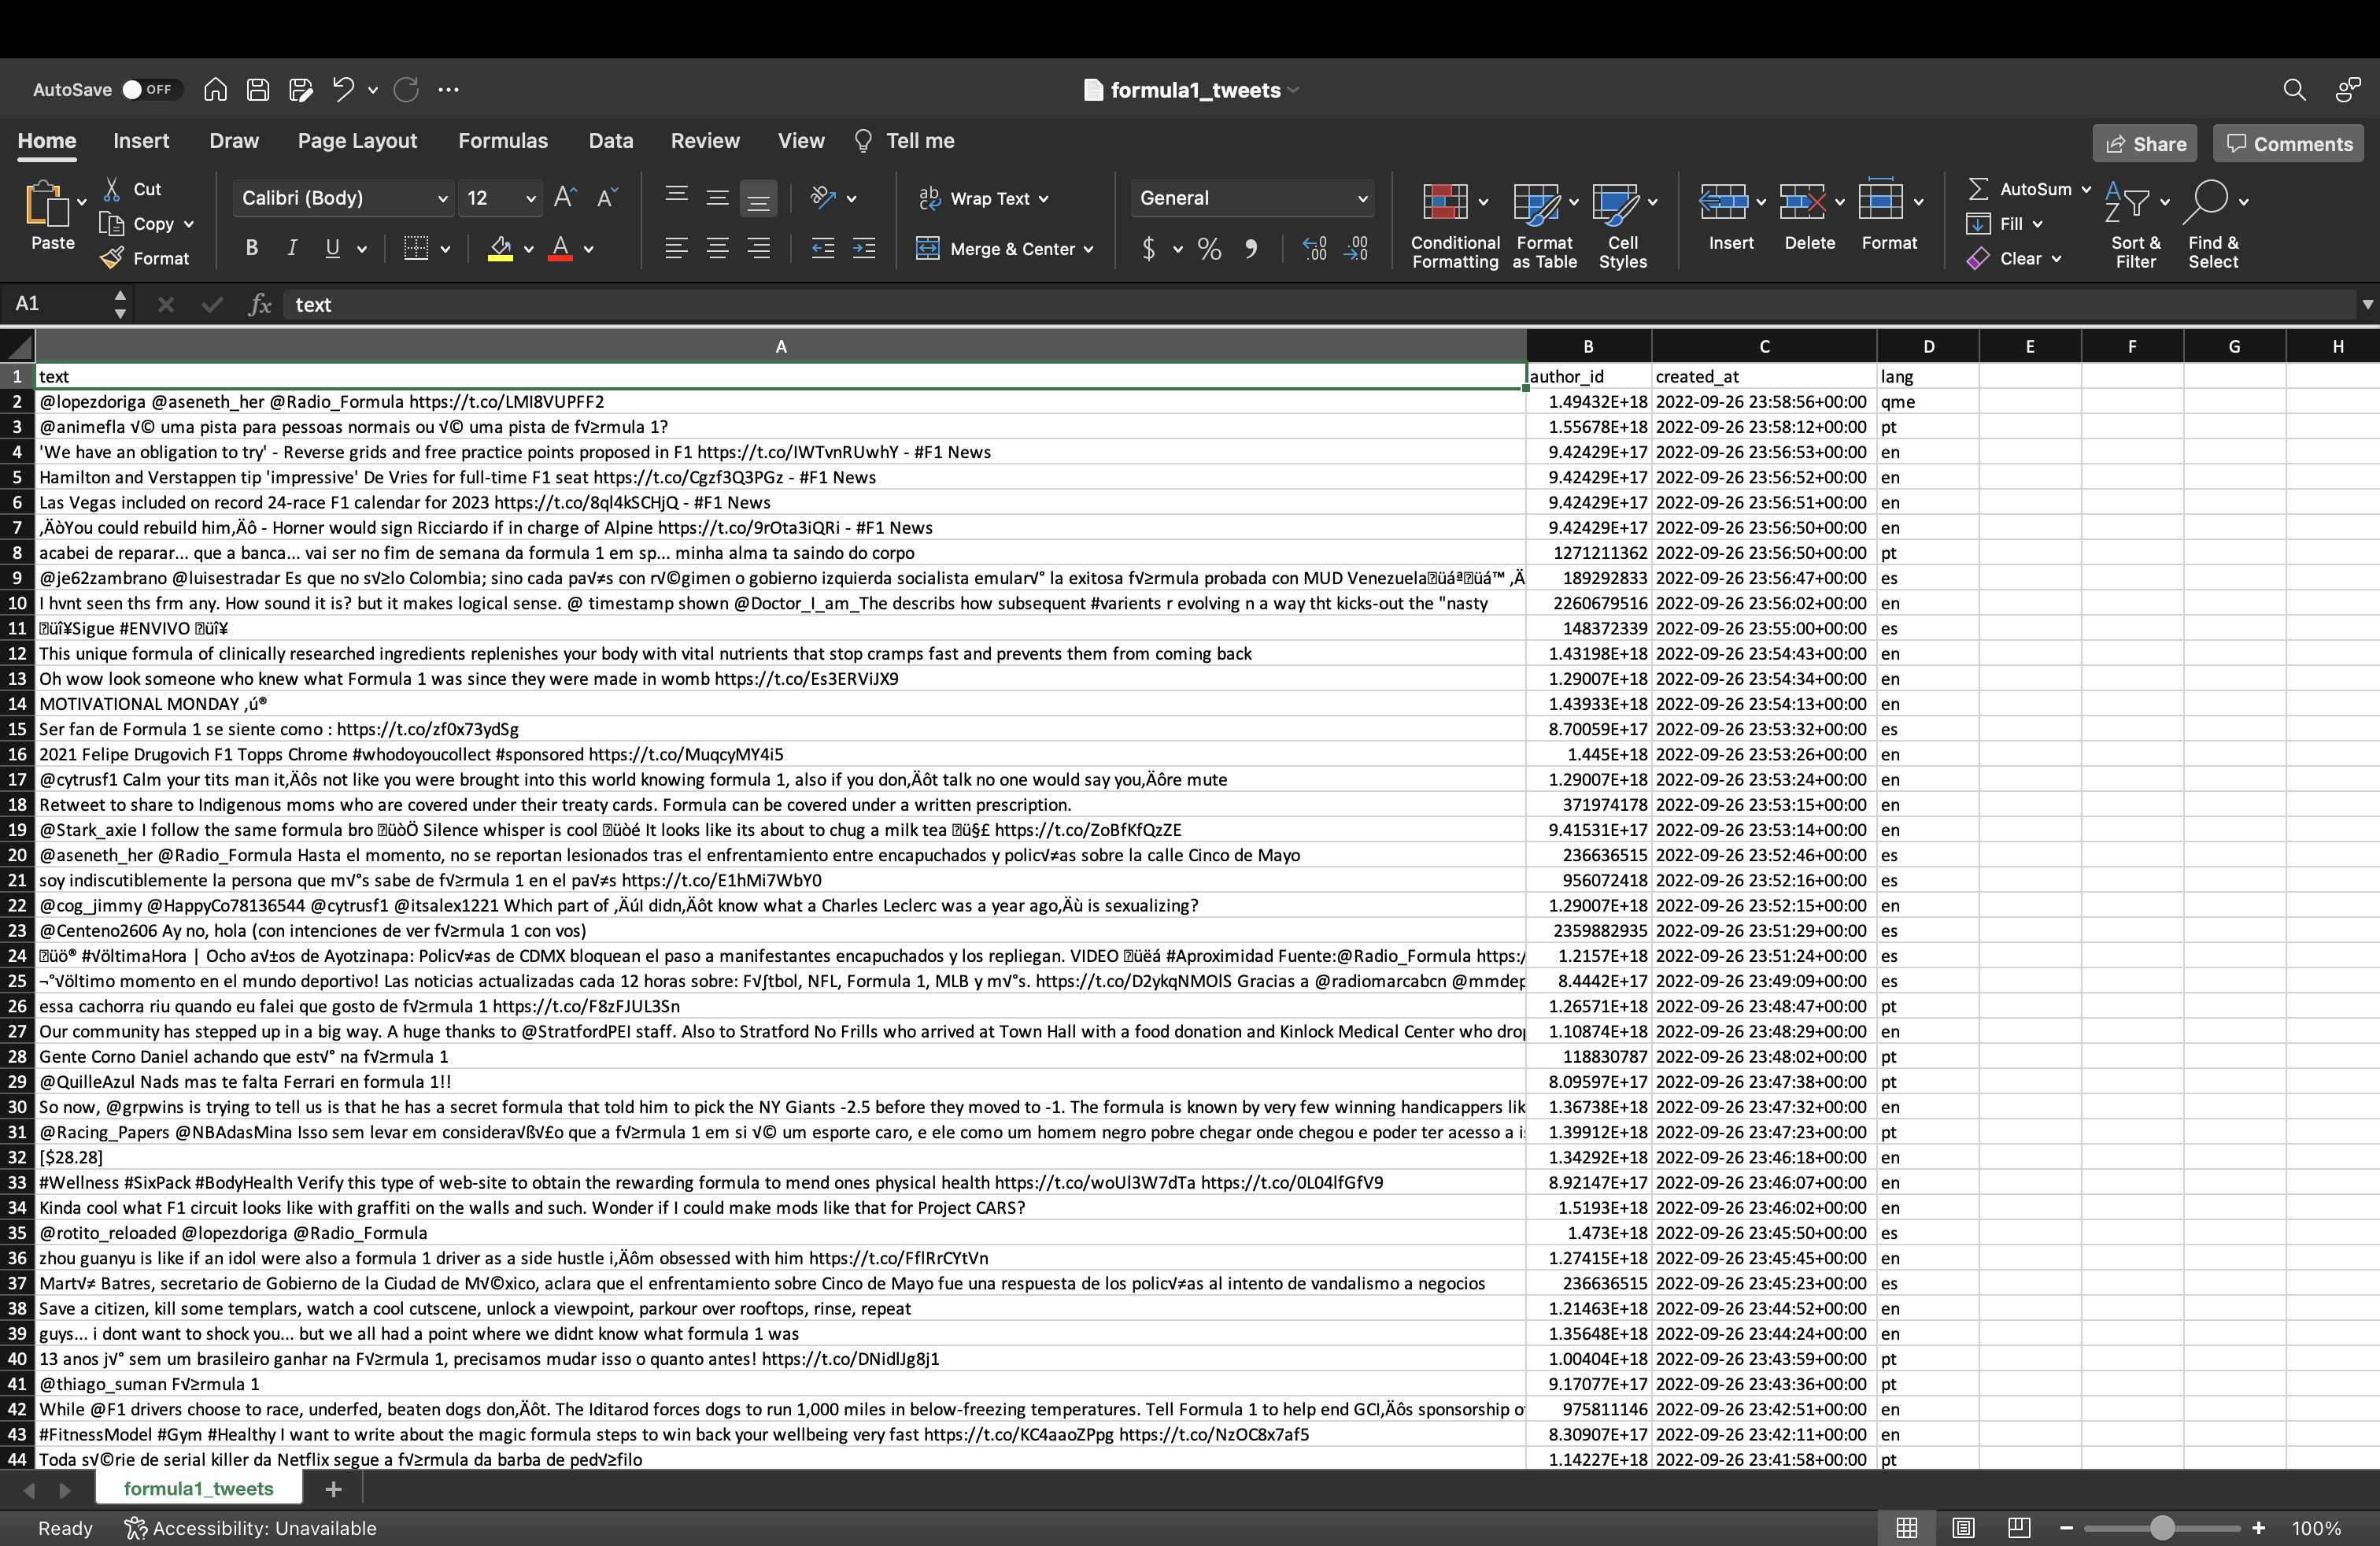 AutoSave OFF
formula1_tweets
Home Insert Draw Page Layout Formulas Data Review View Tell me
Share Comments
Paste Cut Copy Format
Calibri (Body) 12
B I U
Wrap Text
Merge & Center
General
$ % 
Conditional Formatting
Format as Table
Cell Styles
Insert Delete Format
AutoSum
Fill
Clear
Sort & Filter
Find & Select
A1 fx text
A B C D E F G H
1 text author_id created_at lang
2 @lopezdoriga @aseneth_her @Radio_Formula https://t.co/LMI8VUPFF2 1.49432E+18 2022-09-26 23:58:56+00:00 qme
3 @animefla √© uma pista para pessoas normais ou √© uma pista de f√≥rmula 1? 1.55678E+18 2022-09-26 23:58:12+00:00 pt
4 'We have an obligation to try' - Reverse grids and free practice points proposed in F1 https://t.co/IWTvnRUwhY - #F1 News 9.42429E+17 2022-09-26 23:56:53+00:00 en
5 Hamilton and Verstappen tip 'impressive' De Vries for full-time F1 seat https://t.co/Cgzf3Q3PGz - #F1 News 9.42429E+17 2022-09-26 23:56:52+00:00 en
6 Las Vegas included on record 24-race F1 calendar for 2023 https://t.co/8ql4kSCHjQ - #F1 News 9.42429E+17 2022-09-26 23:56:51+00:00 en
7 ‚ÄòYou could rebuild him‚Äô - Horner would sign Ricciardo if in charge of Alpine https://t.co/9rOta3iQRi - #F1 News 9.42429E+17 2022-09-26 23:56:50+00:00 en
8 acabei de reparar... que a banca... vai ser no fim de semana da formula 1 em sp... minha alma ta saindo do corpo 1271211362 2022-09-26 23:56:50+00:00 pt
9 @je62zambrano @luisestradar Es que no s√≥lo Colombia; sino cada pa√≠s con r√©gimen o gobierno izquierda socialista emular√° la exitosa f√≥rmula probada con MUD Venezuelaüáªüá™ ‚Ä 189292833 2022-09-26 23:56:47+00:00 es
10 I hvnt seen ths frm any. How sound it is? but it makes logical sense. @ timestamp shown @Doctor_I_am_The describs how subsequent #varients r evolving n a way tht kicks-out the "nasty 2260679516 2022-09-26 23:56:02+00:00 en
11 üî¥Sigue #ENVIVO üî¥ 148372339 2022-09-26 23:55:00+00:00 es
12 This unique formula of clinically researched ingredients replenishes your body with vital nutrients that stop cramps fast and prevents them from coming back 1.43198E+18 2022-09-26 23:54:43+00:00 en
13 Oh wow look someone who knew what Formula 1 was since they were made in womb https://t.co/Es3ERViJX9 1.29007E+18 2022-09-26 23:54:34+00:00 en
14 MOTIVATIONAL MONDAY ‚ú® 1.43933E+18 2022-09-26 23:54:13+00:00 en
15 Ser fan de Formula 1 se siente como : https://t.co/zf0x73ydSg 8.70059E+17 2022-09-26 23:53:32+00:00 es
16 2021 Felipe Drugovich F1 Topps Chrome #whodoyoucollect #sponsored https://t.co/MuqcyMY4i5 1.445E+18 2022-09-26 23:53:26+00:00 en
17 @cytrusf1 Calm your tits man it‚Äôs not like you were brought into this world knowing formula 1, also if you don‚Äôt talk no one would say you‚Äôre mute 1.29007E+18 2022-09-26 23:53:24+00:00 en
18 Retweet to share to Indigenous moms who are covered under their treaty cards. Formula can be covered under a written prescription. 371974178 2022-09-26 23:53:15+00:00 en
19 @Stark_axie I follow the same formula bro üòÖ Silence whisper is cool üòé It looks like its about to chug a milk tea ü§£ https://t.co/ZoBfKfQzZE 9.41531E+17 2022-09-26 23:53:14+00:00 en
20 @aseneth_her @Radio_Formula Hasta el momento, no se reportan lesionados tras el enfrentamiento entre encapuchados y polic√≠as sobre la calle Cinco de Mayo 236636515 2022-09-26 23:52:46+00:00 es
21 soy indiscutiblemente la persona que m√°s sabe de f√≥rmula 1 en el pa√≠s https://t.co/E1hMi7WbY0 956072418 2022-09-26 23:52:16+00:00 es
22 @cog_jimmy @HappyCo78136544 @cytrusf1 @itsalex1221 Which part of ‚ÄúI didn‚Äôt know what a Charles Leclerc was a year ago‚Äù is sexualizing? 1.29007E+18 2022-09-26 23:52:15+00:00 en
23 @Centeno2606 Ay no, hola (con intenciones de ver f√≥rmula 1 con vos) 2359882935 2022-09-26 23:51:29+00:00 es
24 üö® #√öltimaHora | Ocho a√±os de Ayotzinapa: Polic√≠as de CDMX bloquean el paso a manifestantes encapuchados y los repliegan. VIDEO üëá #Aproximidad Fuente:@Radio_Formula https:/ 1.2157E+18 2022-09-26 23:51:24+00:00 es
25 ¬°√öltimo momento en el mundo deportivo! Las noticias actualizadas cada 12 horas sobre: F√∫tbol, NFL, Formula 1, MLB y m√°s. https://t.co/D2ykqNMOlS Gracias a @radiomarcabcn @mmdep 8.4442E+17 2022-09-26 23:49:09+00:00 es
26 essa cachorra riu quando eu falei que gosto de f√≥rmula 1 https://t.co/F8zFJUL3Sn 1.26571E+18 2022-09-26 23:48:47+00:00 pt
27 Our community has stepped up in a big way. A huge thanks to @StratfordPEI staff. Also to Stratford No Frills who arrived at Town Hall with a food donation and Kinlock Medical Center who drop 1.10874E+18 2022-09-26 23:48:29+00:00 en
28 Gente Corno Daniel achando que est√° na f√≥rmula 1 118830787 2022-09-26 23:48:02+00:00 pt
29 @QuilleAzul Nads mas te falta Ferrari en formula 1!! 8.09597E+17 2022-09-26 23:47:38+00:00 pt
30 So now, @grpwins is trying to tell us is that he has a secret formula that told him to pick the NY Giants -2.5 before they moved to -1. The formula is known by very few winning handicappers lik 1.36738E+18 2022-09-26 23:47:32+00:00 en
31 @Racing_Papers @NBAdasMina Isso sem levar em considera√ß√£o que a f√≥rmula 1 em si √© um esporte caro, e ele como um homem negro pobre chegar onde chegou e poder ter acesso a i 1.39912E+18 2022-09-26 23:47:23+00:00 pt
32 [$28.28] 1.34292E+18 2022-09-26 23:46:18+00:00 en
33 #Wellness #SixPack #BodyHealth Verify this type of web-site to obtain the rewarding formula to mend ones physical health https://t.co/woUl3W7dTa https://t.co/0L04lfGfV9 8.92147E+17 2022-09-26 23:46:07+00:00 en
34 Kinda cool what F1 circuit looks like with graffiti on the walls and such. Wonder if I could make mods like that for Project CARS? 1.5193E+18 2022-09-26 23:46:02+00:00 en
35 @rotito_reloaded @lopezdoriga @Radio_Formula 1.473E+18 2022-09-26 23:45:50+00:00 es
36 zhou guanyu is like if an idol were also a formula 1 driver as a side hustle i‚Äôm obsessed with him https://t.co/FflRrCYtVn 1.27415E+18 2022-09-26 23:45:45+00:00 en
37 Mart√≠ Batres, secretario de Gobierno de la Ciudad de M√©xico, aclara que el enfrentamiento sobre Cinco de Mayo fue una respuesta de los polic√≠as al intento de vandalismo a negocios 236636515 2022-09-26 23:45:23+00:00 es
38 Save a citizen, kill some templars, watch a cool cutscene, unlock a viewpoint, parkour over rooftops, rinse, repeat 1.21463E+18 2022-09-26 23:44:52+00:00 en
39 guys... i dont want to shock you... but we all had a point where we didnt know what formula 1 was 1.35648E+18 2022-09-26 23:44:24+00:00 en
40 13 anos j√° sem um brasileiro ganhar na F√≥rmula 1, precisamos mudar isso o quanto antes! https://t.co/DNidlJg8j1 1.00404E+18 2022-09-26 23:43:59+00:00 pt
41 @thiago_suman F√≥rmula 1 9.17077E+17 2022-09-26 23:43:36+00:00 pt
42 While @F1 drivers choose to race, underfed, beaten dogs don‚Äôt. The Iditarod forces dogs to run 1,000 miles in below-freezing temperatures. Tell Formula 1 to help end GCI‚Äôs sponsorship o 975811146 2022-09-26 23:42:51+00:00 en
43 #FitnessModel #Gym #Healthy I want to write about the magic formula steps to win back your wellbeing very fast https://t.co/KC4aaoZPpg https://t.co/NzOC8x7af5 8.30907E+17 2022-09-26 23:42:11+00:00 en
44 Toda s√©rie de serial killer da Netflix segue a f√≥rmula da barba de ped√≥filo 1.14227E+18 2022-09-26 23:41:58+00:00 pt
formula1_tweets
Ready Accessibility: Unavailable 100%